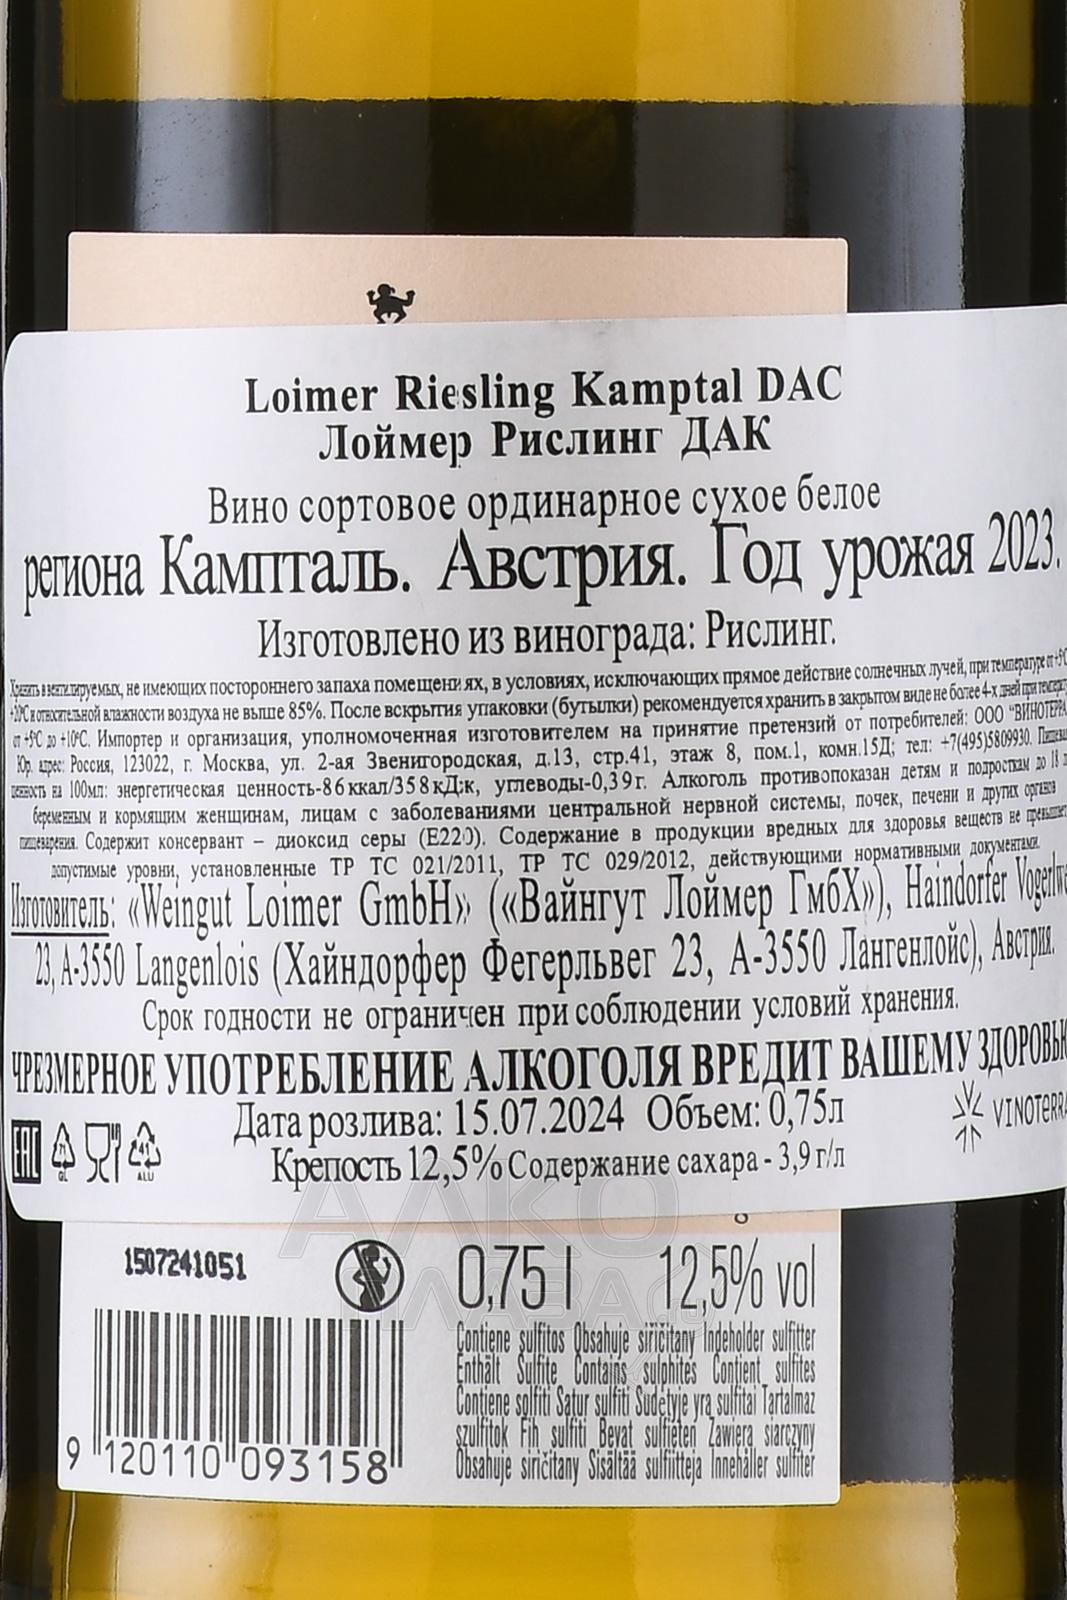 Loimer Riesling Kamptal DAC
Лоймер Рислинг ДАК
Вино сортовое ординарное сухое белое
региона Кампталь. Австрия. Год урожая 2023.
Изготовлено из винограда: Рислинг.
Хранить в вентилируемых, не имеющих постороннего запаха помещениях, в условиях, исключающих прямое действие солнечных лучей, при температуре от +5°C
+20°C и относительной влажности воздуха не выше 85%. После вскрытия упаковки (бутылки) рекомендуется хранить в закрытом виде не более 4-х дней при
от +5°C до +10°C. Импортер и организация, уполномоченная изготовителем на принятие претензий от потребителей: ООО "ВИНОТЕРРА
Юр. адрес: Россия, 123022, г. Москва, ул. 2-ая Звенигородская, д.13, стр.41, этаж 8, пом.1, комн.15Д; тел: +7(495)5809930.
ценность на 100мл: энергетическая ценность-86ккал/358кДж, углеводы-0,39г. Алкоголь противопоказан детям и подросткам до 18
беременным и кормящим женщинам, лицам с заболеваниями центральной нервной системы, почек, печени и других органов
пищеварения. Содержит консервант – диоксид серы (Е220). Содержание в продукции вредных для здоровья веществ не превышает
допустимые уровни, установленные ТР ТС 021/2011, ТР ТС 029/2012, действующими нормативными документами.
Изготовитель: «Weingut Loimer GmbH» («Вайнгут Лоймер ГмбХ»), Haindorfer
23, A-3550 Langenlois (Хайндорфер Фегерльвег 23, А-3550 Лангенлойс), Австрия.
Срок годности не ограничен при соблюдении условий хранения.
ЧРЕЗМЕРНОЕ УПОТРЕБЛЕНИЕ АЛКОГОЛЯ ВРЕДИТ ВАШЕМУ
Дата розлива: 15.07.2024 Объем: 0,75л
VINOTERRA
EAC 71 GL 41 ALU
Крепость 12,5% Содержание сахара - 3,9 г/л
АЛКО
ПЛАЗА
1507241051
0,75 l 12,5% vol
Contiene sulfitos Obsahuje siřičitany Indeholder sulfitter
Enthält Sulfite Contains sulphites Contient sulfites
Contiene solfiti Satur sulfīti Sudėtyje yra sulfitai Tartalmaz
szulfitok Fih sulfiti Bevat sulfieten Zawiera siarczyny
Obsahuje siričitany Sisältää sulfiitteja Innehåller sulfiter
9 120110 093158